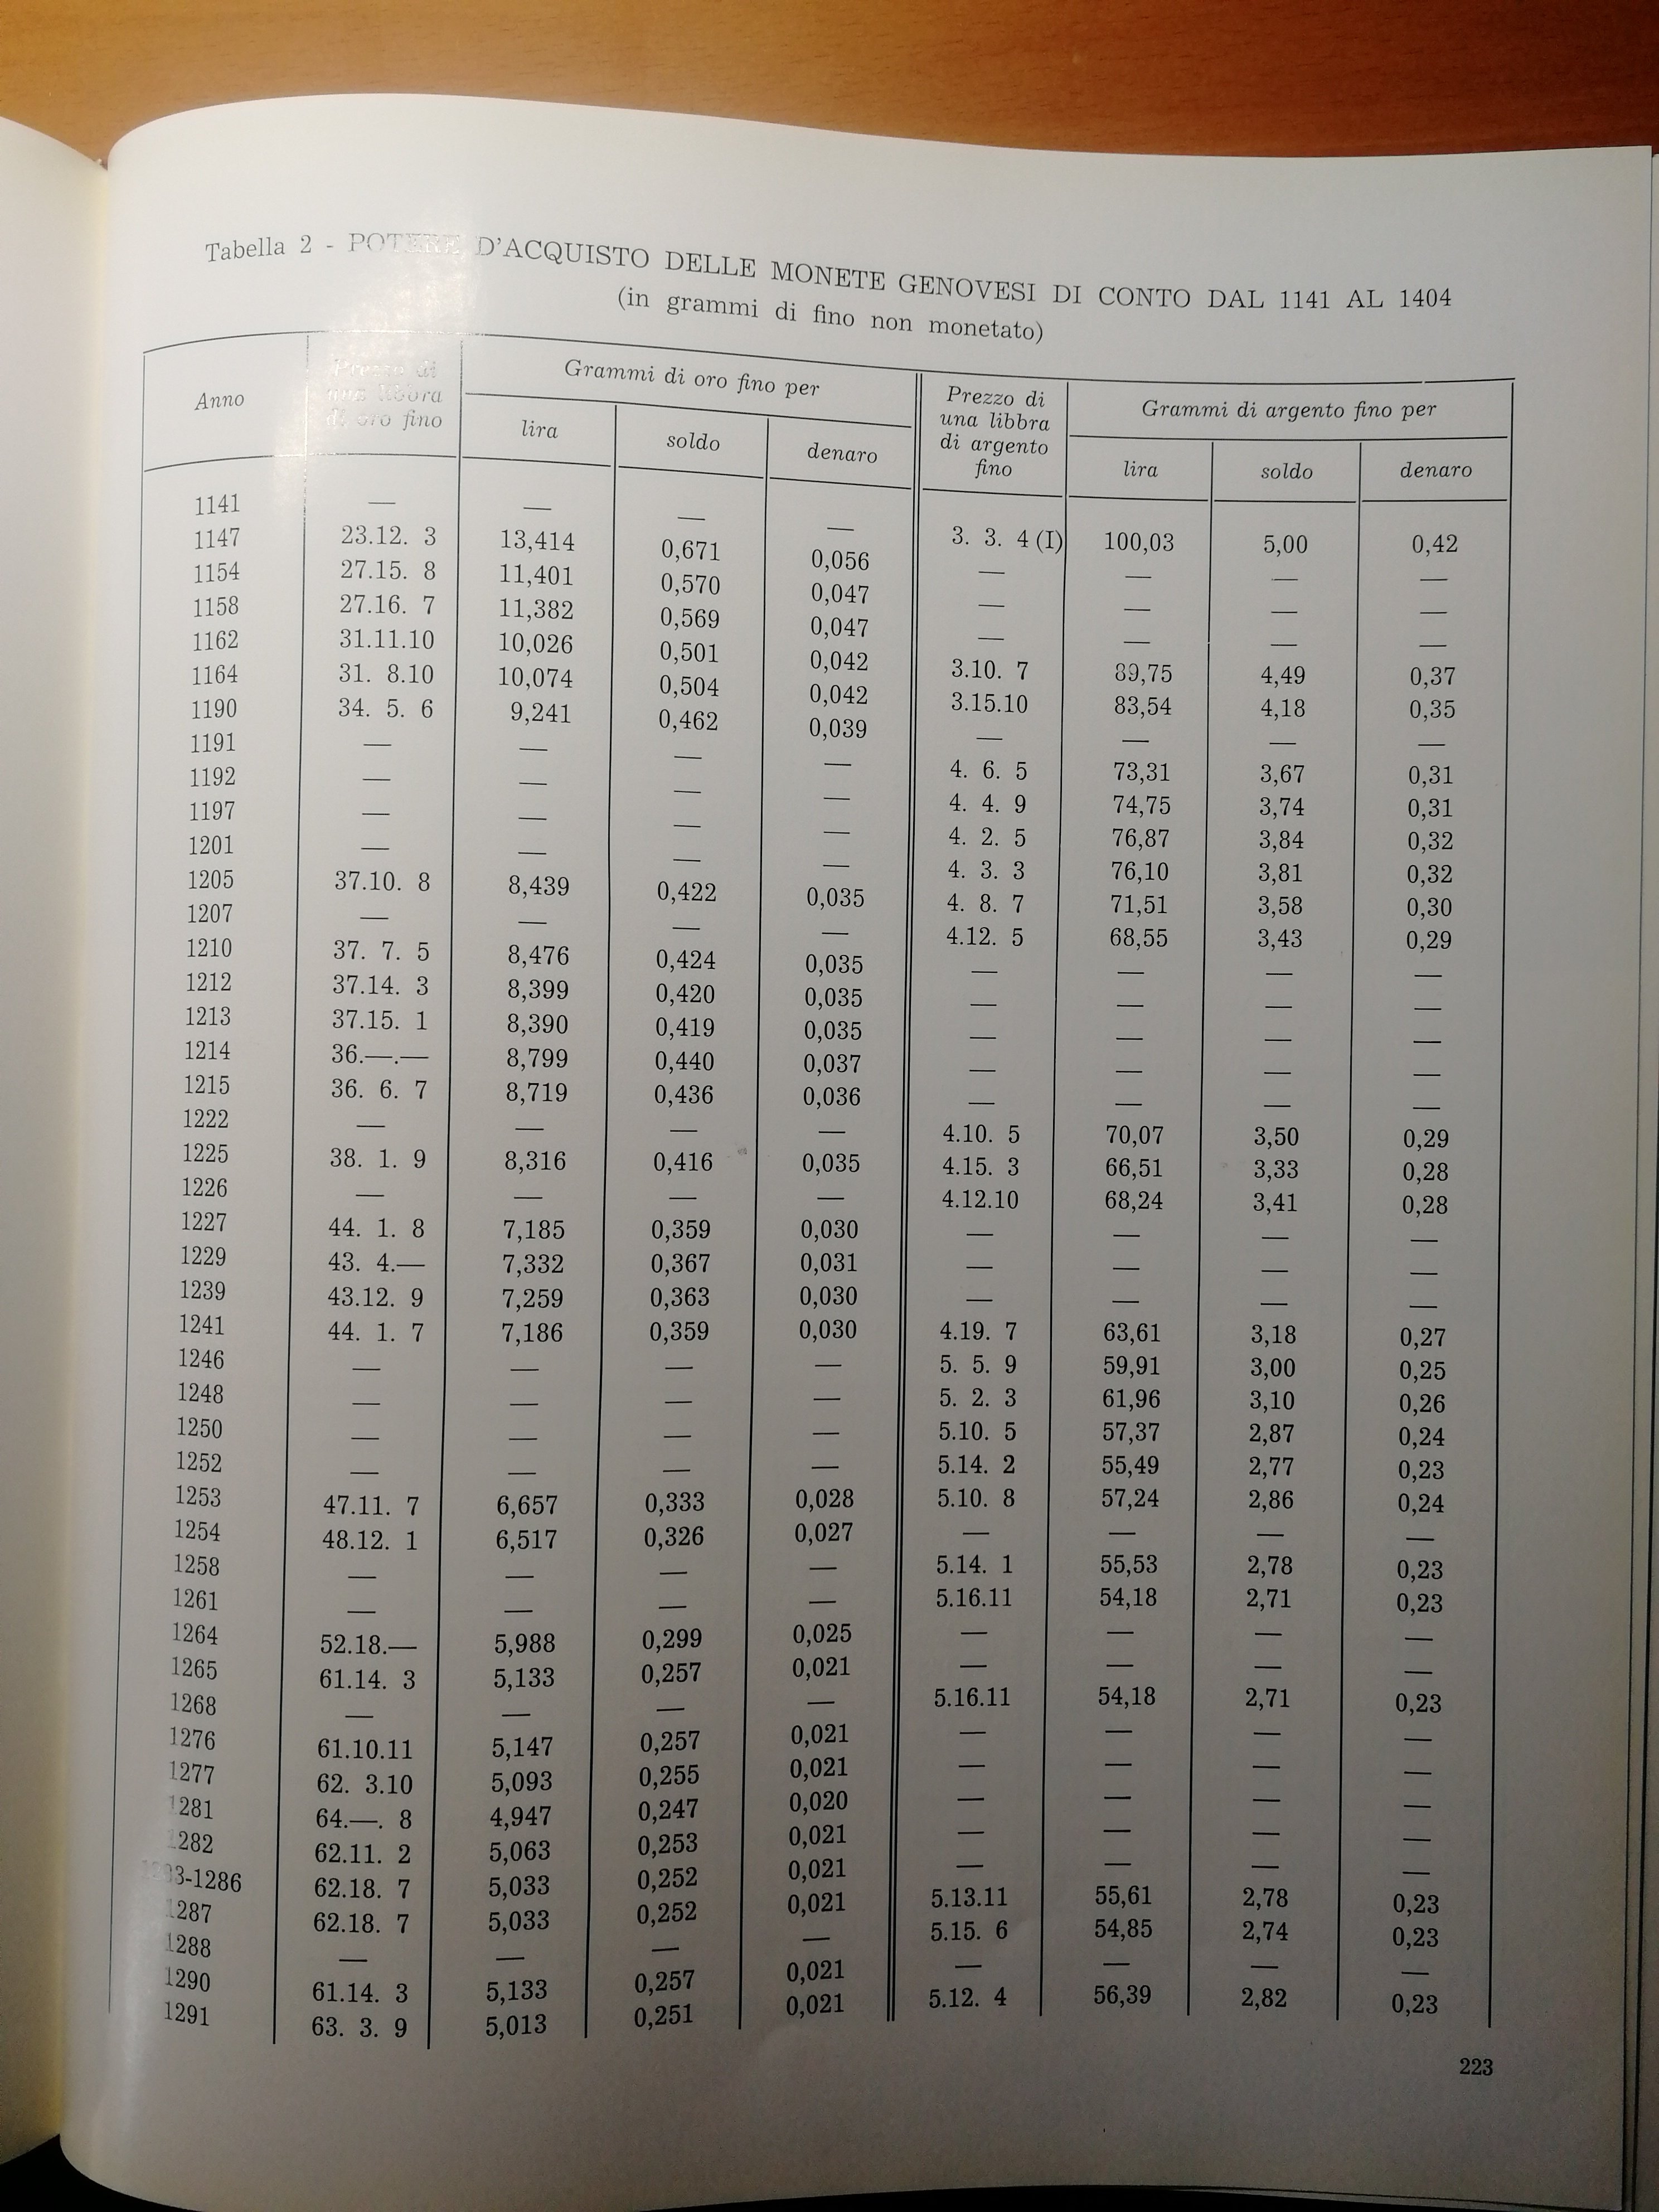 Tabella 2 - POTERE D'ACQUISTO DELLE MONETE GENOVESI DI CONTO DAL 1141 AL 1404
(in grammi di fino non monetato)
Anno
Prezzo di
una libbra
di oro fino
Grammi di oro fino per
lira soldo denaro
Prezzo di
una libbra
di argento
fino
Grammi di argento fino per
lira soldo denaro
1141 — — — — 3. 3. 4 (I) 100,03 5,00 0,42
1147 23.12. 3 13,414 0,671 0,056 — — — —
1154 27.15. 8 11,401 0,570 0,047 — — — —
1158 27.16. 7 11,382 0,569 0,047 — — — —
1162 31.11.10 10,026 0,501 0,042 3.10. 7 89,75 4,49 0,37
1164 31. 8.10 10,074 0,504 0,042 3.15.10 83,54 4,18 0,35
1190 34. 5. 6 9,241 0,462 0,039 — — — —
1191 — — — — 4. 6. 5 73,31 3,67 0,31
1192 — — — — 4. 4. 9 74,75 3,74 0,31
1197 — — — — 4. 2. 5 76,87 3,84 0,32
1201 — — — — 4. 3. 3 76,10 3,81 0,32
1205 37.10. 8 8,439 0,422 0,035 4. 8. 7 71,51 3,58 0,30
1207 — — — — 4.12. 5 68,55 3,43 0,29
1210 37. 7. 5 8,476 0,424 0,035 — — — —
1212 37.14. 3 8,399 0,420 0,035 — — — —
1213 37.15. 1 8,390 0,419 0,035 — — — —
1214 36.—.— 8,799 0,440 0,037 — — — —
1215 36. 6. 7 8,719 0,436 0,036 — — — —
1222 — — — — 4.10. 5 70,07 3,50 0,29
1225 38. 1. 9 8,316 0,416 0,035 4.15. 3 66,51 3,33 0,28
1226 — — — — 4.12.10 68,24 3,41 0,28
1227 44. 1. 8 7,185 0,359 0,030 — — — —
1229 43. 4.— 7,332 0,367 0,031 — — — —
1239 43.12. 9 7,259 0,363 0,030 — — — —
1241 44. 1. 7 7,186 0,359 0,030 4.19. 7 63,61 3,18 0,27
1246 — — — — 5. 5. 9 59,91 3,00 0,25
1248 — — — — 5. 2. 3 61,96 3,10 0,26
1250 — — — — 5.10. 5 57,37 2,87 0,24
1252 — — — — 5.14. 2 55,49 2,77 0,23
1253 47.11. 7 6,657 0,333 0,028 5.10. 8 57,24 2,86 0,24
1254 48.12. 1 6,517 0,326 0,027 — — — —
1258 — — — — 5.14. 1 55,53 2,78 0,23
1261 — — — — 5.16.11 54,18 2,71 0,23
1264 52.18.— 5,988 0,299 0,025 — — — —
1265 61.14. 3 5,133 0,257 0,021 — — — —
1268 — — — — 5.16.11 54,18 2,71 0,23
1276 61.10.11 5,147 0,257 0,021 — — — —
1277 62. 3.10 5,093 0,255 0,021 — — — —
1281 64.—. 8 4,947 0,247 0,020 — — — —
1282 62.11. 2 5,063 0,253 0,021 — — — —
1283-1286 62.18. 7 5,033 0,252 0,021 — — — —
1287 62.18. 7 5,033 0,252 0,021 5.13.11 55,61 2,78 0,23
1288 — — — — 5.15. 6 54,85 2,74 0,23
1290 61.14. 3 5,133 0,257 0,021 — — — —
1291 63. 3. 9 5,013 0,251 0,021 5.12. 4 56,39 2,82 0,23
223